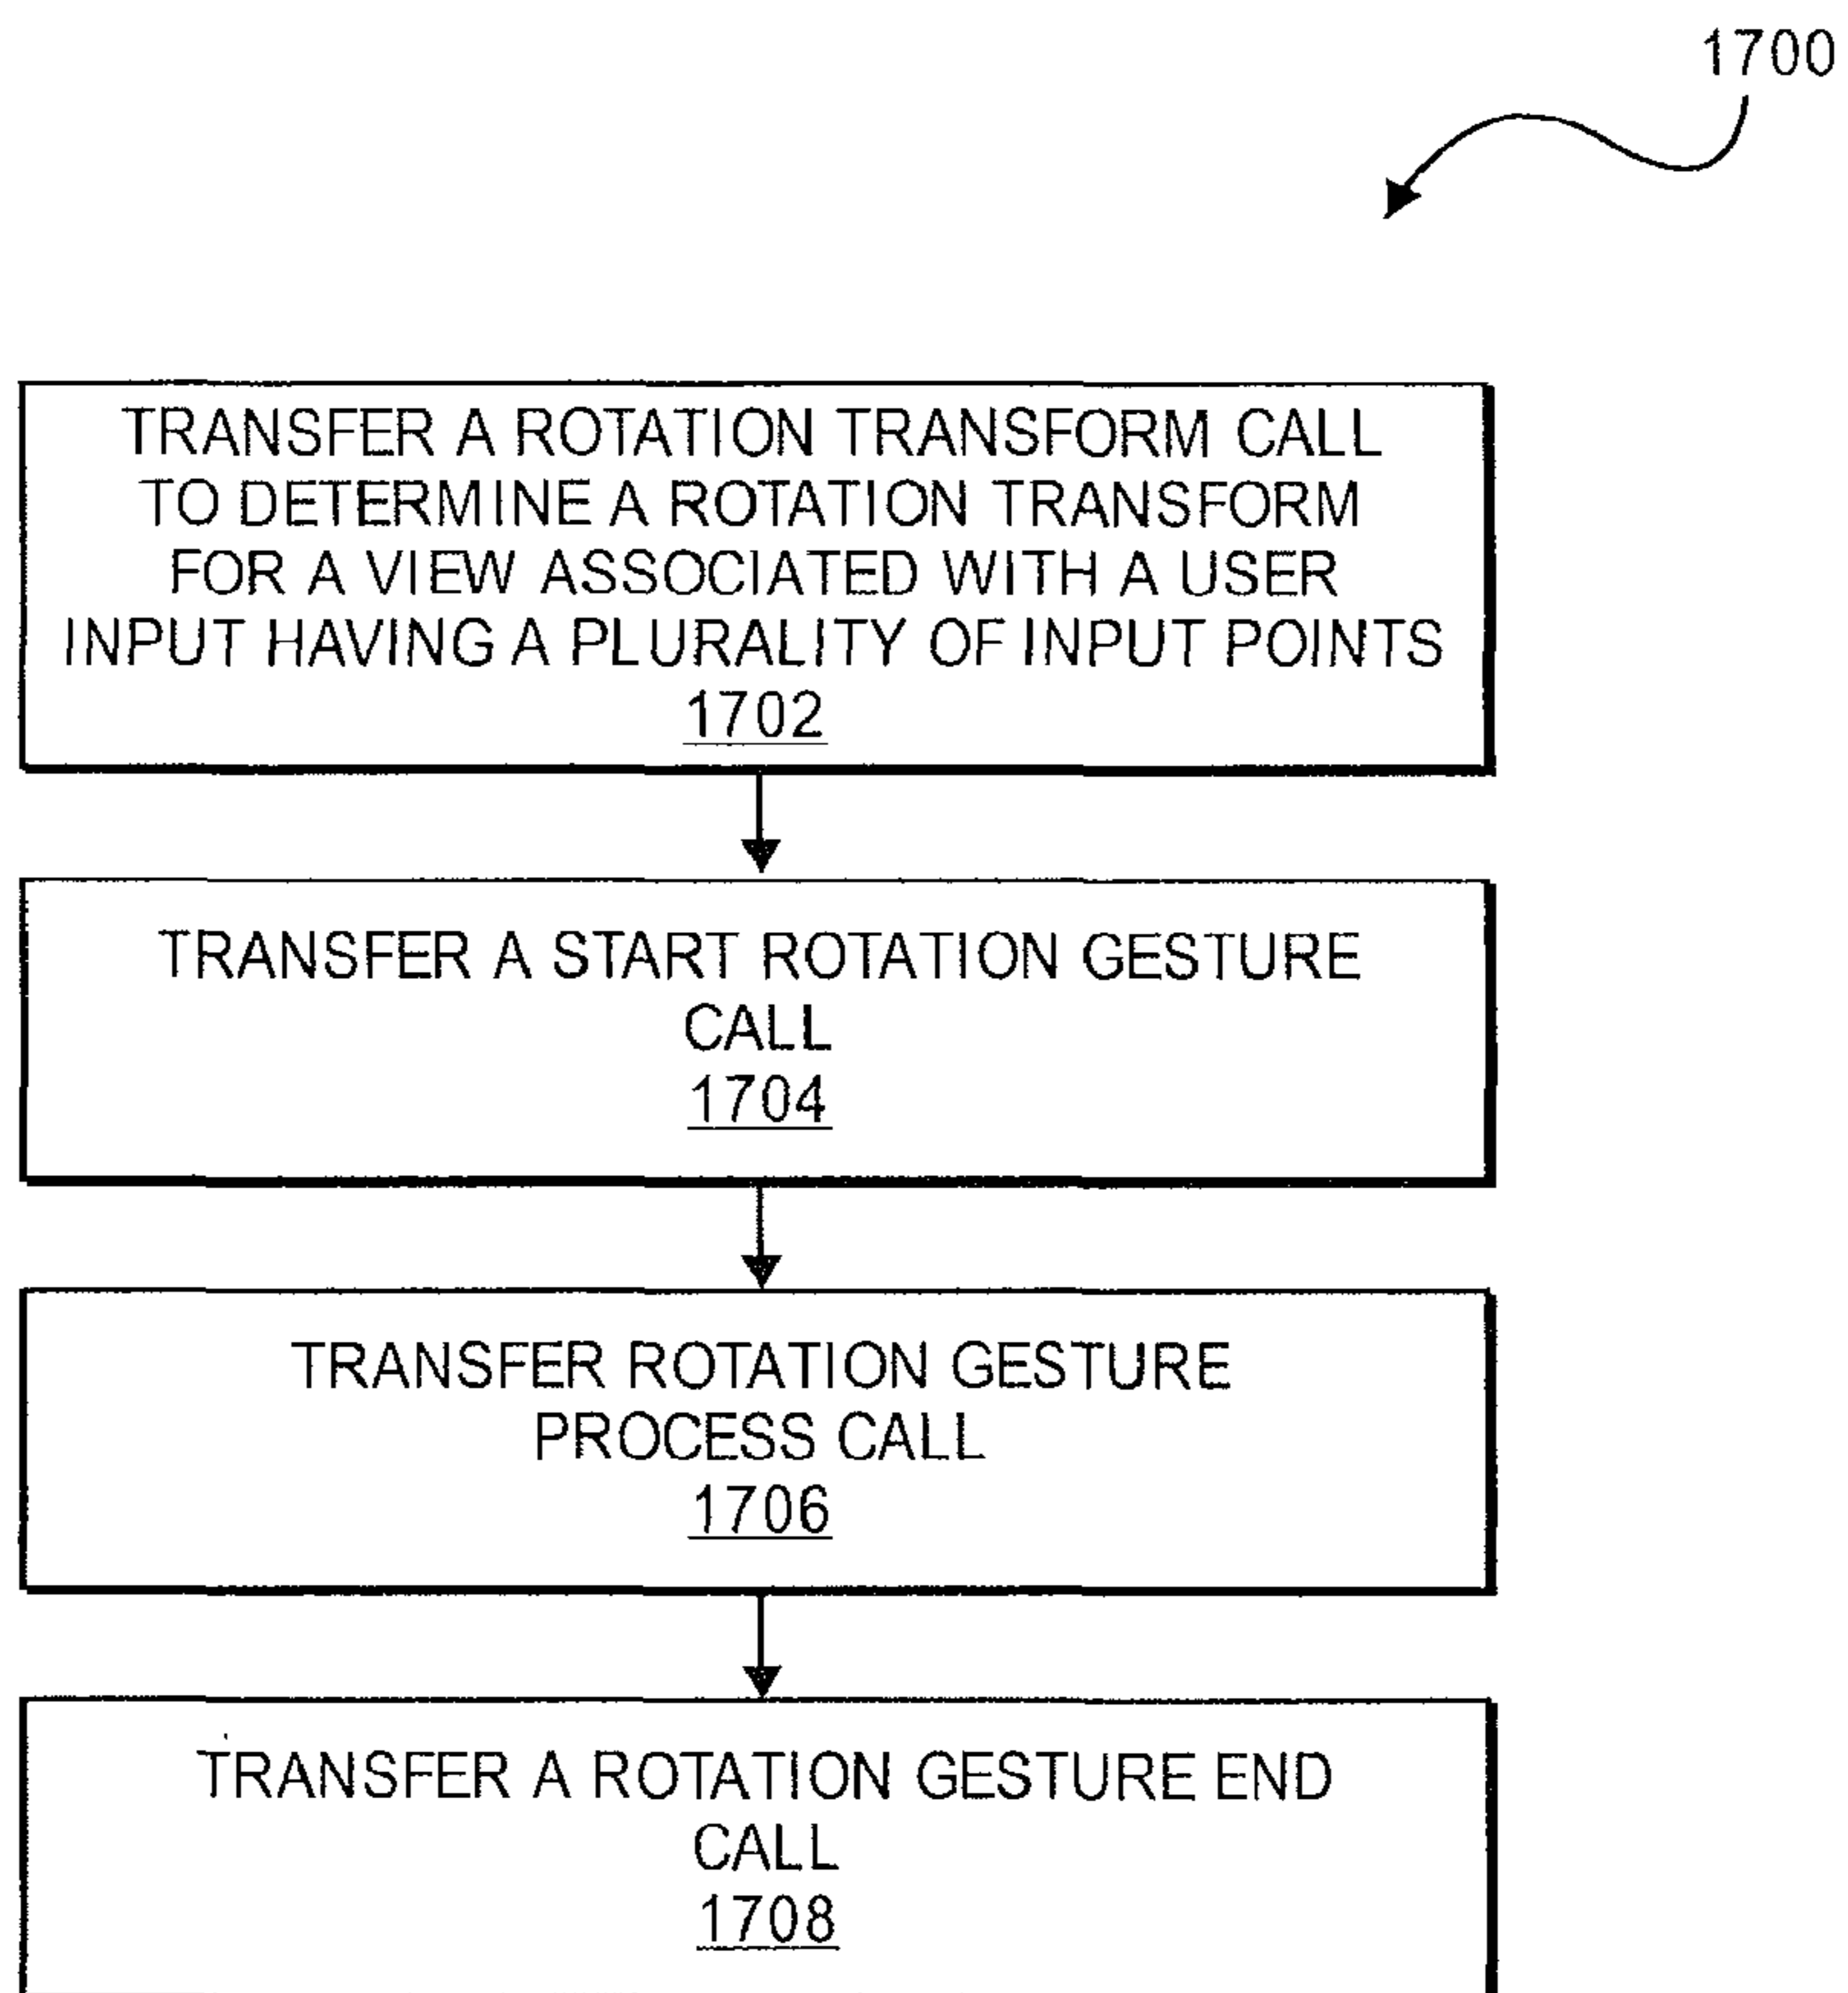 1700
TRANSFER A ROTATION TRANSFORM CALL
TO DETERMINE A ROTATION TRANSFORM
FOR A VIEW ASSOCIATED WITH A USER
INPUT HAVING A PLURALITY OF INPUT POINTS
1702
TRANSFER A START ROTATION GESTURE
CALL
1704
TRANSFER ROTATION GESTURE
PROCESS CALL
1706
TRANSFER A ROTATION GESTURE END
CALL
1708